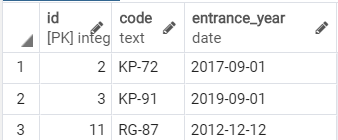 id code entrance_year
[PK] integ text date
1 2 KP-72 2017-09-01
2 3 KP-91 2019-09-01
3 11 RG-87 2012-12-12